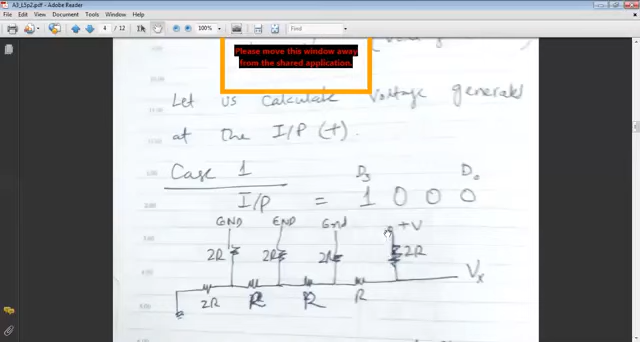 A3_L5p2.pdf - Adobe Reader
File Edit View Document Tools Window Help
4 / 12 200% Find
Please move this window away
from the shared application.
Let us calculate voltage generated
at the I/P (+).
Case 1
D3 D0
I/P = 1 0 0 0
GND GND Gnd +V
2R 2R 2R 2R
2R R R R Vx